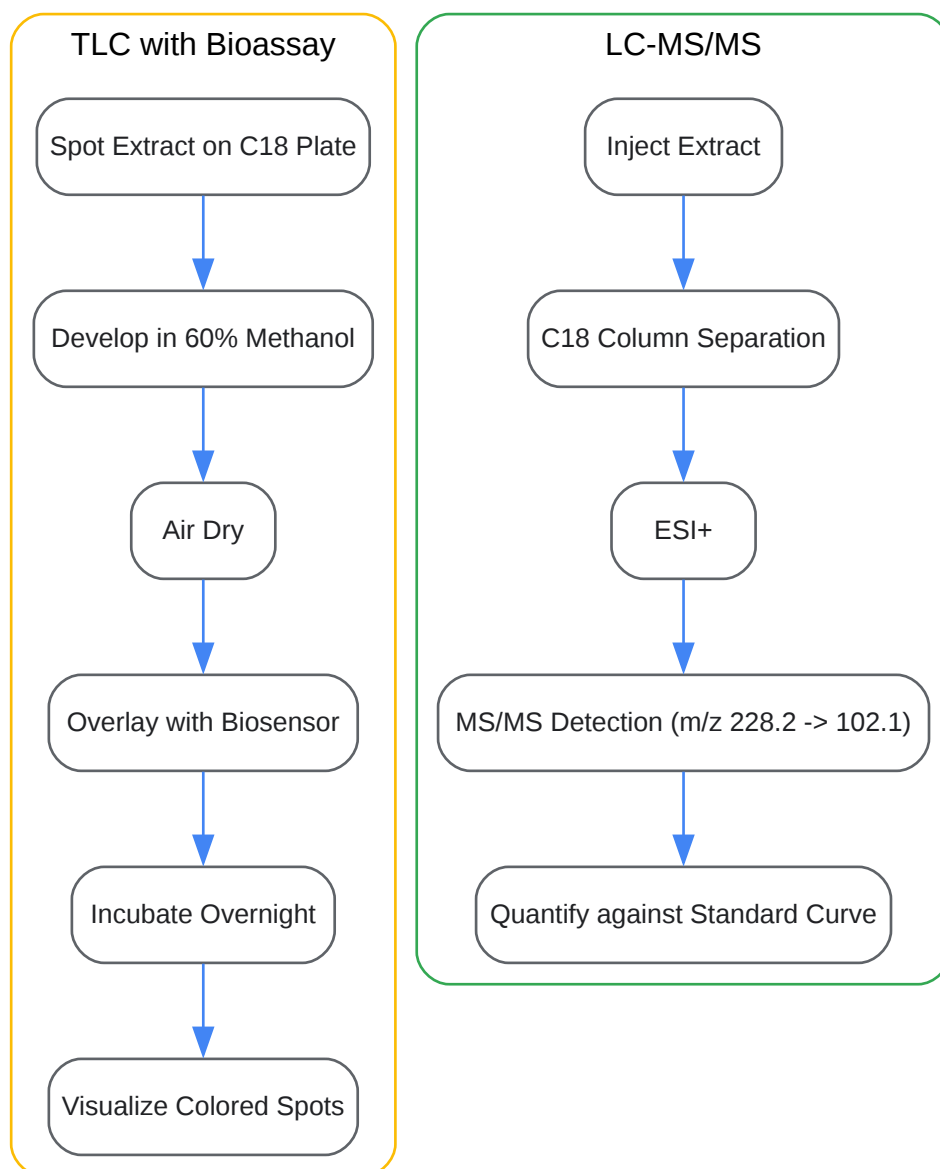 TLC with Bioassay
Spot Extract on C18 Plate
Develop in 60% Methanol
Air Dry
Overlay with Biosensor
Incubate Overnight
Visualize Colored Spots
LC-MS/MS
Inject Extract
C18 Column Separation
ESI+
MS/MS Detection (m/z 228.2 -> 102.1)
Quantify against Standard Curve